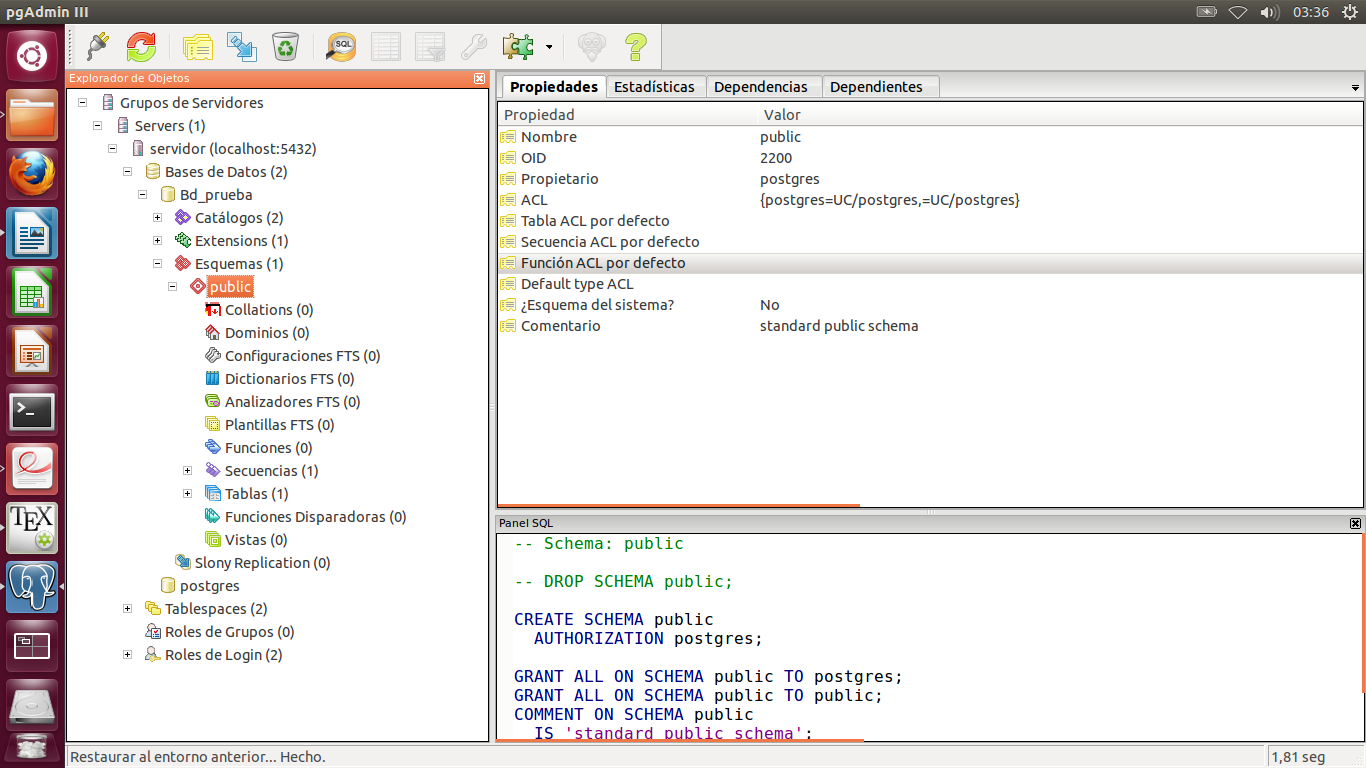 pgAdmin III
03:36
SQL
Explorador de Objetos
Grupos de Servidores
Servers (1)
servidor (localhost:5432)
Bases de Datos (2)
Bd_prueba
Catálogos (2)
Extensions (1)
Esquemas (1)
public
Collations (0)
Dominios (0)
Configuraciones FTS (0)
Dictionarios FTS (0)
Analizadores FTS (0)
Plantillas FTS (0)
Funciones (0)
Secuencias (1)
Tablas (1)
Funciones Disparadoras (0)
Vistas (0)
Slony Replication (0)
postgres
Tablespaces (2)
Roles de Grupos (0)
Roles de Login (2)
TEX
Propiedades Estadísticas Dependencias Dependientes
Propiedad Valor
Nombre public
OID 2200
Propietario postgres
ACL {postgres=UC/postgres,=UC/postgres}
Tabla ACL por defecto
Secuencia ACL por defecto
Función ACL por defecto
Default type ACL
¿Esquema del sistema? No
Comentario standard public schema
Panel SQL
-- Schema: public
-- DROP SCHEMA public;
CREATE SCHEMA public
AUTHORIZATION postgres;
GRANT ALL ON SCHEMA public TO postgres;
GRANT ALL ON SCHEMA public TO public;
COMMENT ON SCHEMA public
IS 'standard public schema';
Restaurar al entorno anterior... Hecho.
1,81 seg